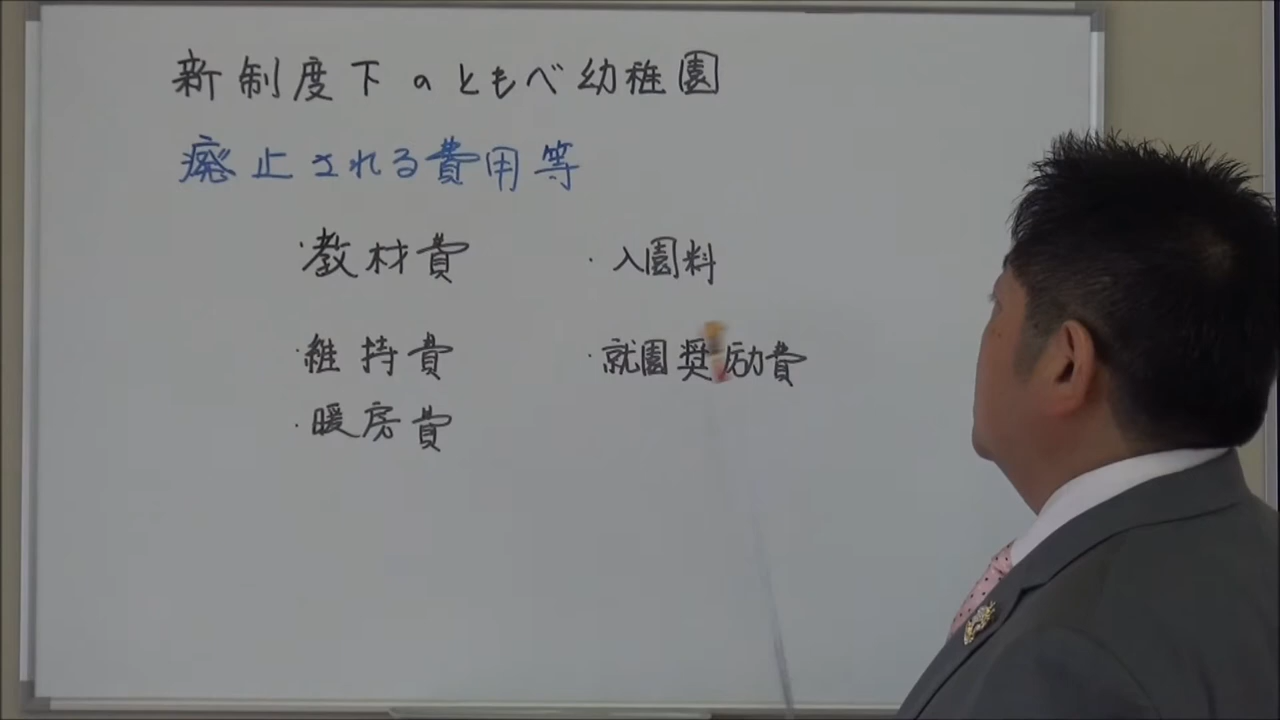 新制度下のともべ幼稚園
廃止される費用等
・教材費
・維持費
・暖房費
・入園料
・就園奨励費